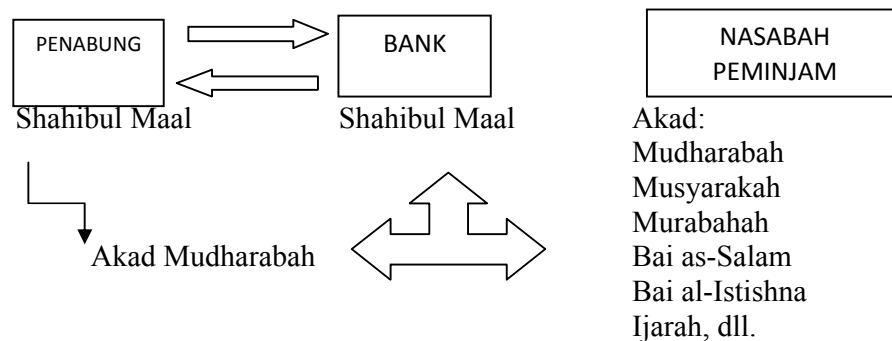 PENABUNG
BANK
NASABAH
PEMINJAM
Shahibul Maal
Shahibul Maal
Akad Mudharabah
Akad:
Mudharabah
Musyarakah
Murabahah
Bai as-Salam
Bai al-Istishna
Ijarah, dll.